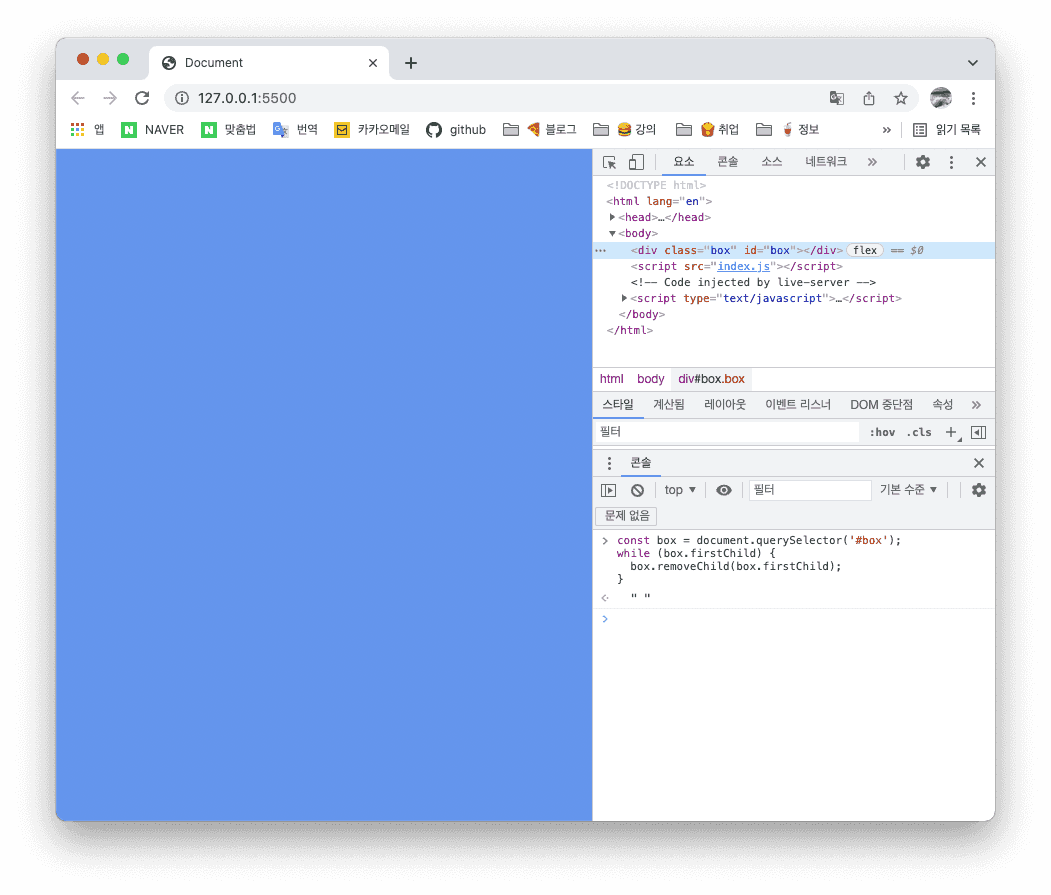 Document
127.0.0.1:5500
앱 NAVER 맞춤법 번역 카카오메일 github 블로그 강의 취업 정보 » 읽기 목록
요소 콘솔 소스 네트워크 »
<!DOCTYPE html>
<html lang="en">
<head>…</head>
<body>
<div class="box" id="box"></div> flex == $0
<script src="index.js"></script>
<!-- Code injected by live-server -->
<script type="text/javascript">…</script>
</body>
</html>
html body div#box.box
스타일 계산됨 레이아웃 이벤트 리스너 DOM 중단점 속성 »
필터 :hov .cls
콘솔
top 필터 기본 수준
문제 없음
const box = document.querySelector('#box');
while (box.firstChild) {
box.removeChild(box.firstChild);
}
" "